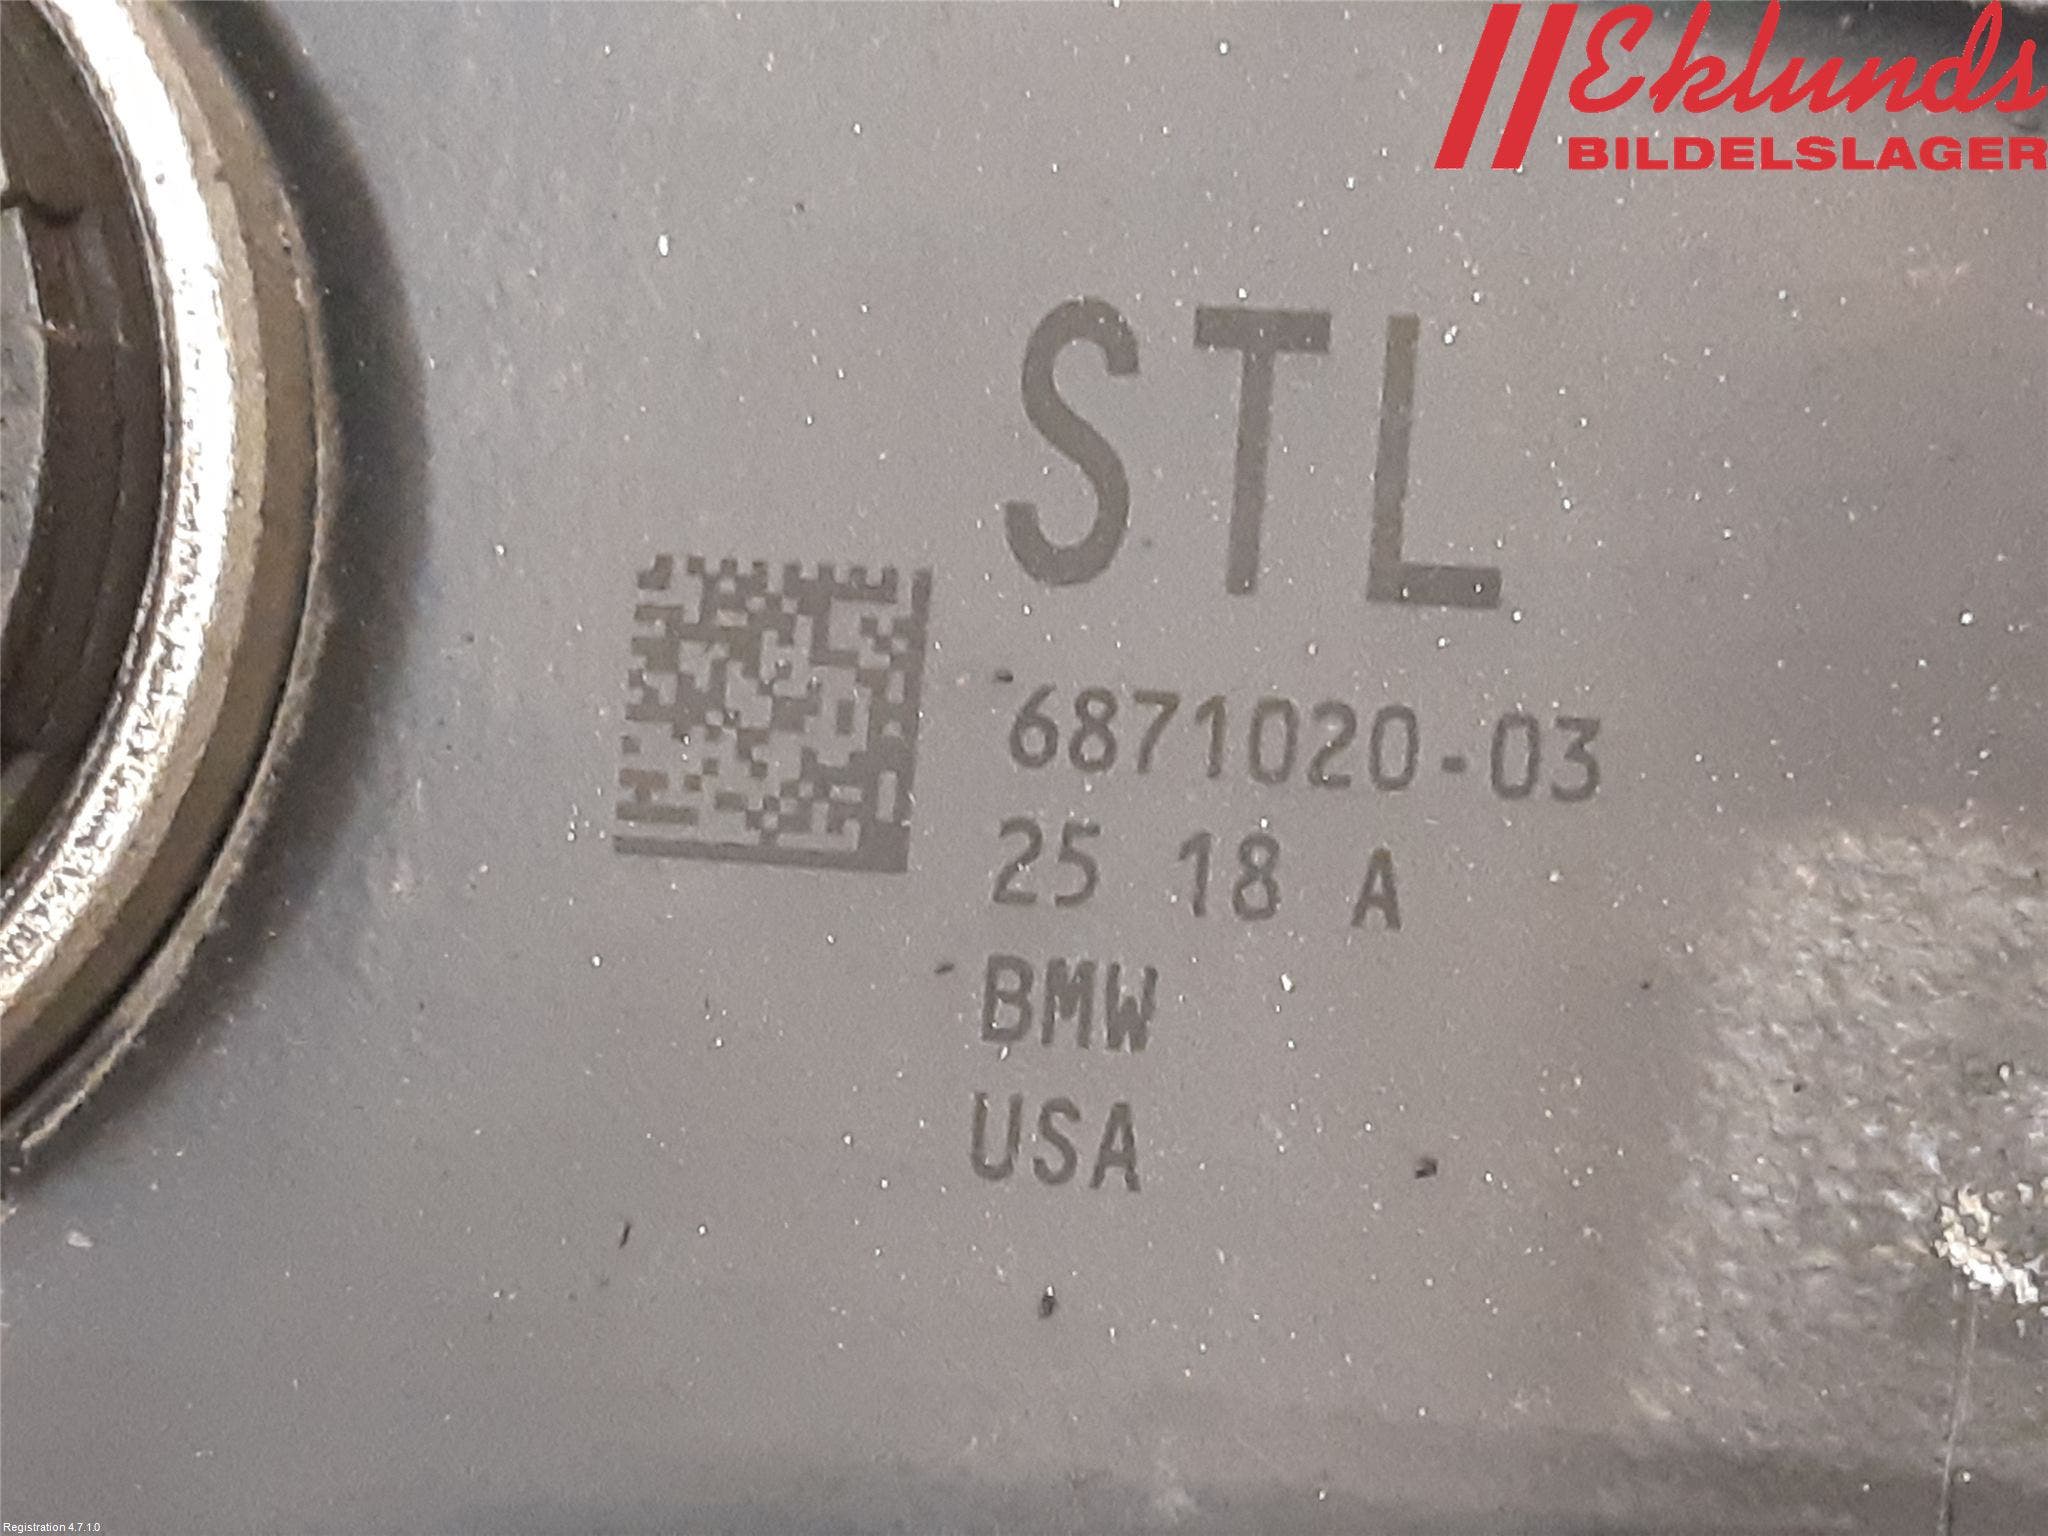 Eklunds
BILDELSLAGER
STL
6871020-03
25 18 A
BMW
USA
Registration 4.7.1.0